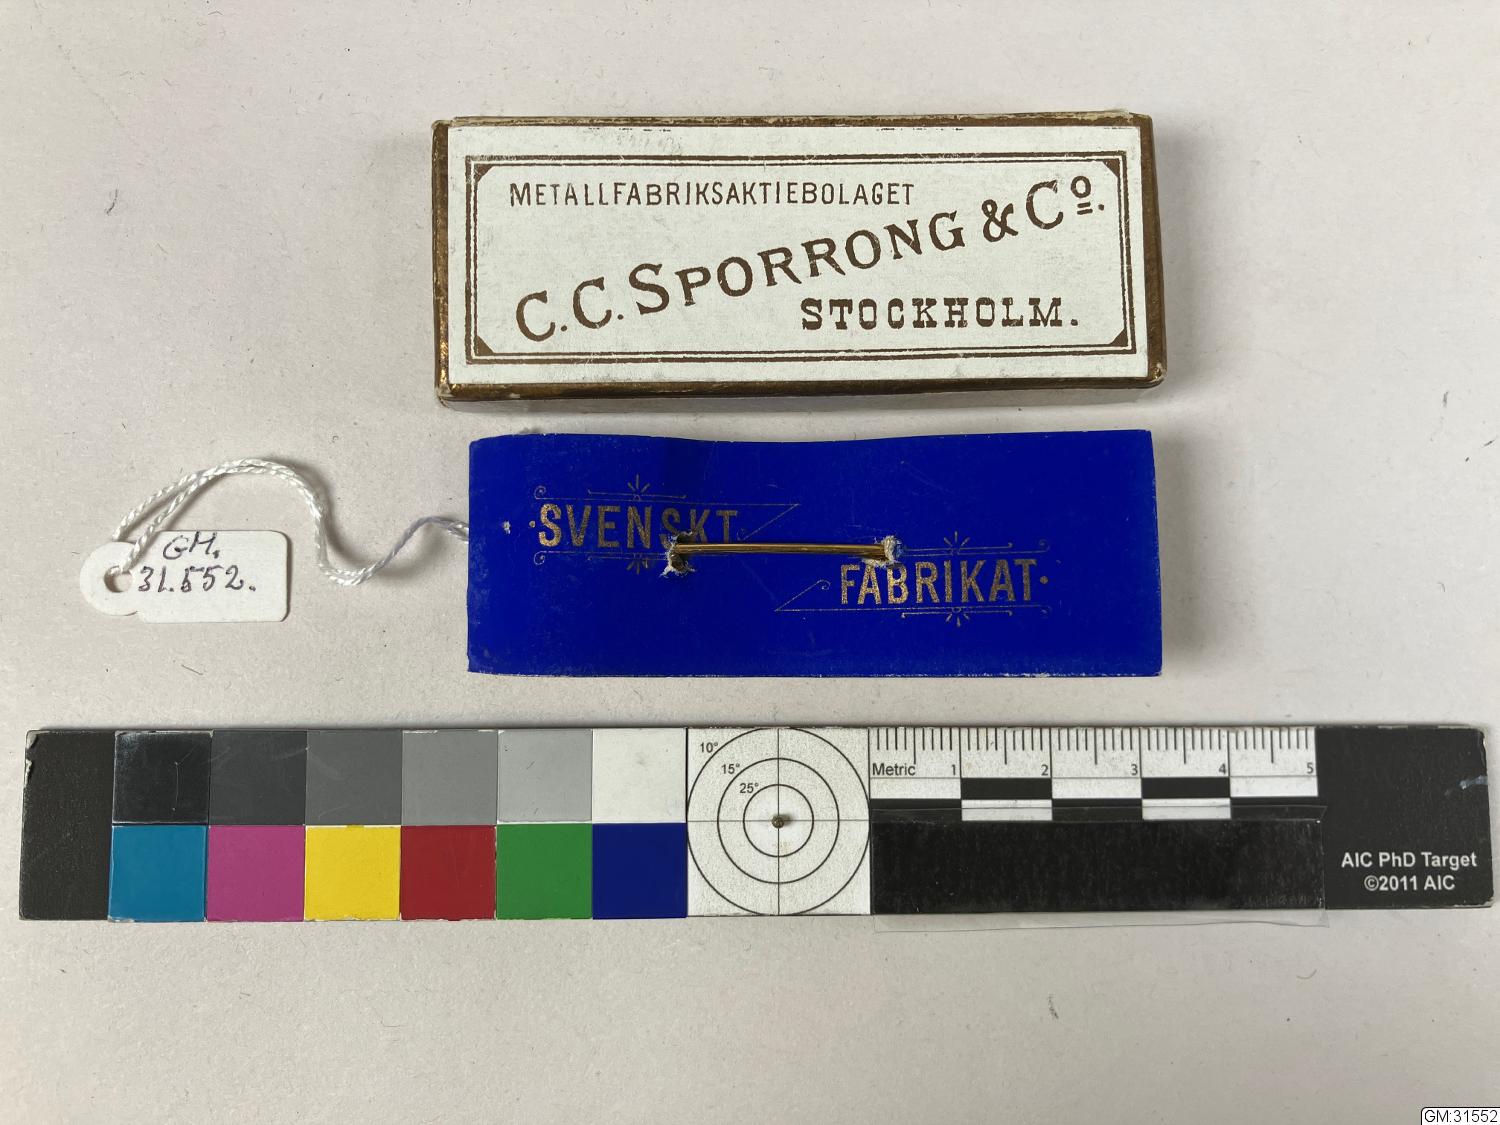 METALLFABRIKSAKTIEBOLAGET
C.C. SPORRONG & Co.
STOCKHOLM.
SVENSKT
FABRIKAT
GM.
31.552.
10°
15°
25°
Metric 1 2 3 4 5
AIC PhD Target
©2011 AIC
GM:31552